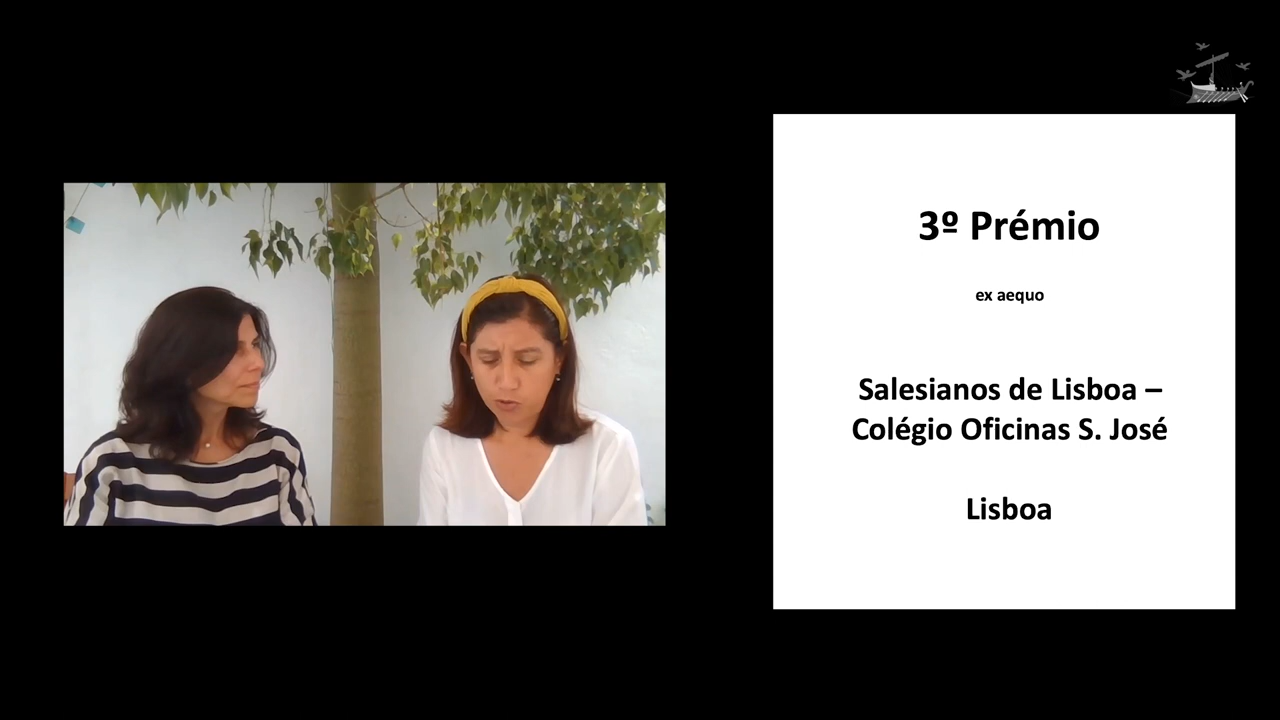 3º Prémio
ex aequo
Salesianos de Lisboa –
Colégio Oficinas S. José
Lisboa